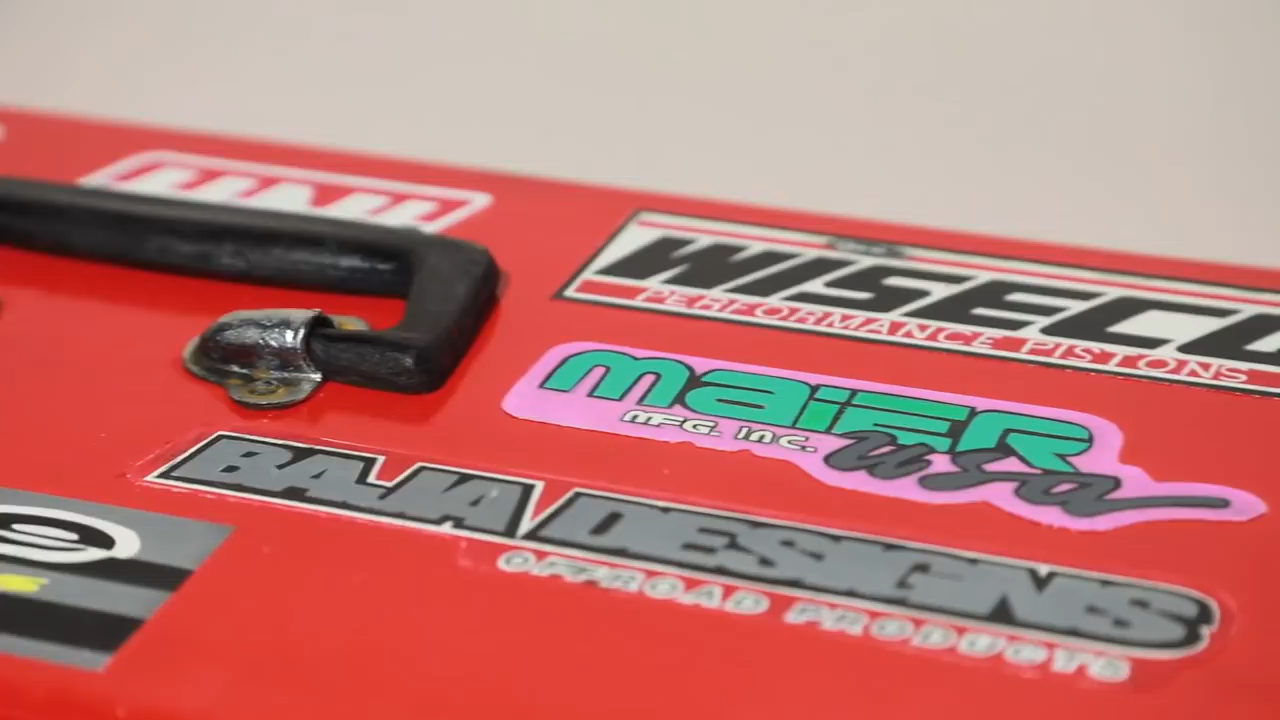 WISECO
PERFORMANCE PISTONS
maier
MFG. INC.
usa
BAJA DESIGNS
OFFROAD PRODUCTS